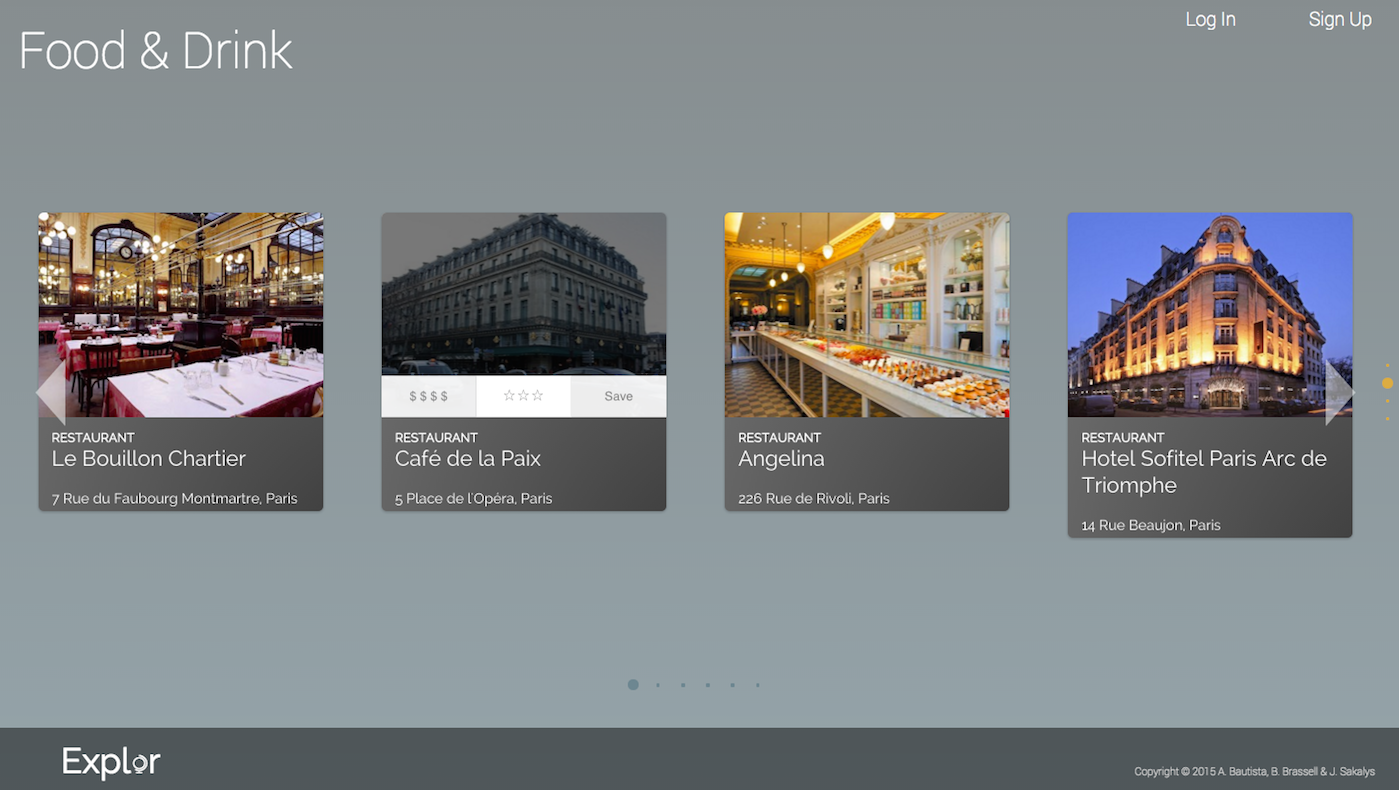 Log In Sign Up
Food & Drink
$ $ $ $ ☆☆☆ Save
RESTAURANT
Le Bouillon Chartier
7 Rue du Faubourg Montmartre, Paris
RESTAURANT
Café de la Paix
5 Place de l'Opéra, Paris
RESTAURANT
Angelina
226 Rue de Rivoli, Paris
RESTAURANT
Hotel Sofitel Paris Arc de
Triomphe
14 Rue Beaujon, Paris
Explor
Copyright © 2015 A. Bautista, B. Brassell & J. Sakalys